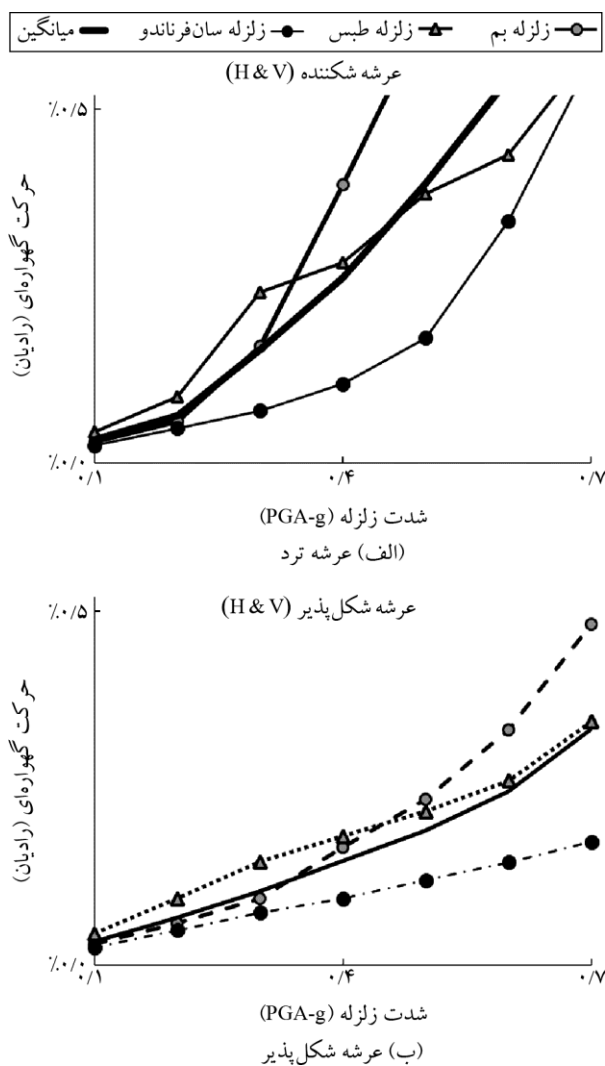 زلزله بم زلزله طبس زلزله سان‌فرناندو میانگین
عرشه شکننده (H & V)
٪۰/۵
حرکت گهواره‌ای (رادیان)
٪۰/۰
۰/۱ ۰/۴ ۰/۷
شدت زلزله (PGA-g)
(الف) عرشه ترد
عرشه شکل‌پذیر (H & V)
٪۰/۵
حرکت گهواره‌ای (رادیان)
٪۰/۰
۰/۱ ۰/۴ ۰/۷
شدت زلزله (PGA-g)
(ب) عرشه شکل‌پذیر